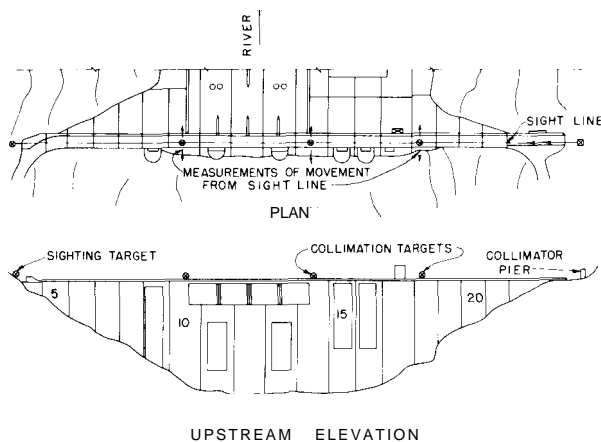 RIVER
SIGHT LINE
MEASUREMENTS OF MOVEMENT
FROM SIGHT LINE
PLAN
SIGHTING TARGET
COLLIMATION TARGETS
COLLIMATOR
PIER
5
10
15
20
UPSTREAM ELEVATION